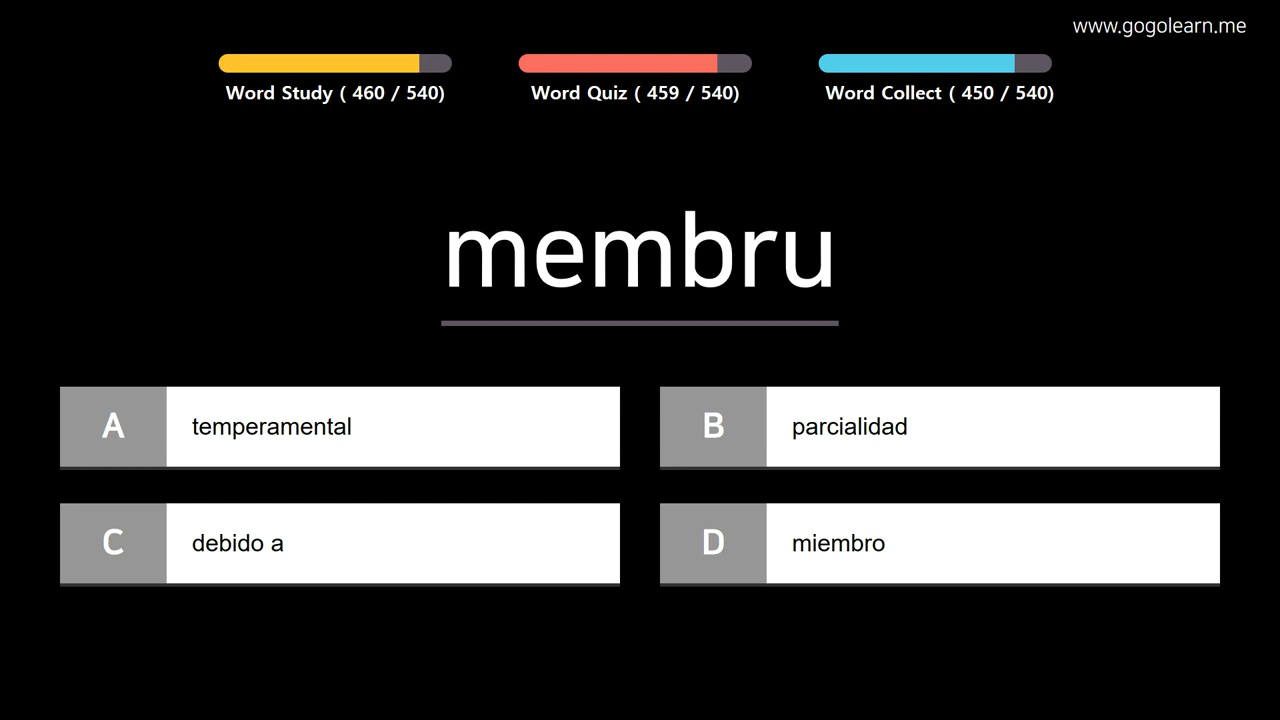 www.gogolearn.me
Word Study ( 460 / 540)
Word Quiz ( 459 / 540)
Word Collect ( 450 / 540)
membru
A temperamental
B parcialidad
C debido a
D miembro